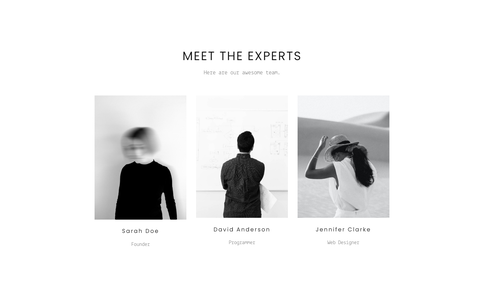 MEET THE EXPERTS
Here are our awesome team.
Sarah Doe
Founder
David Anderson
Programmer
Jennifer Clarke
Web Designer